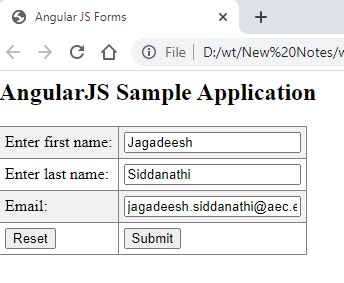 Angular JS Forms
File | D:/wt/New%20Notes/w
AngularJS Sample Application
Enter first name: Jagadeesh
Enter last name: Siddanathi
Email: jagadeesh.siddanathi@aec.e
Reset Submit